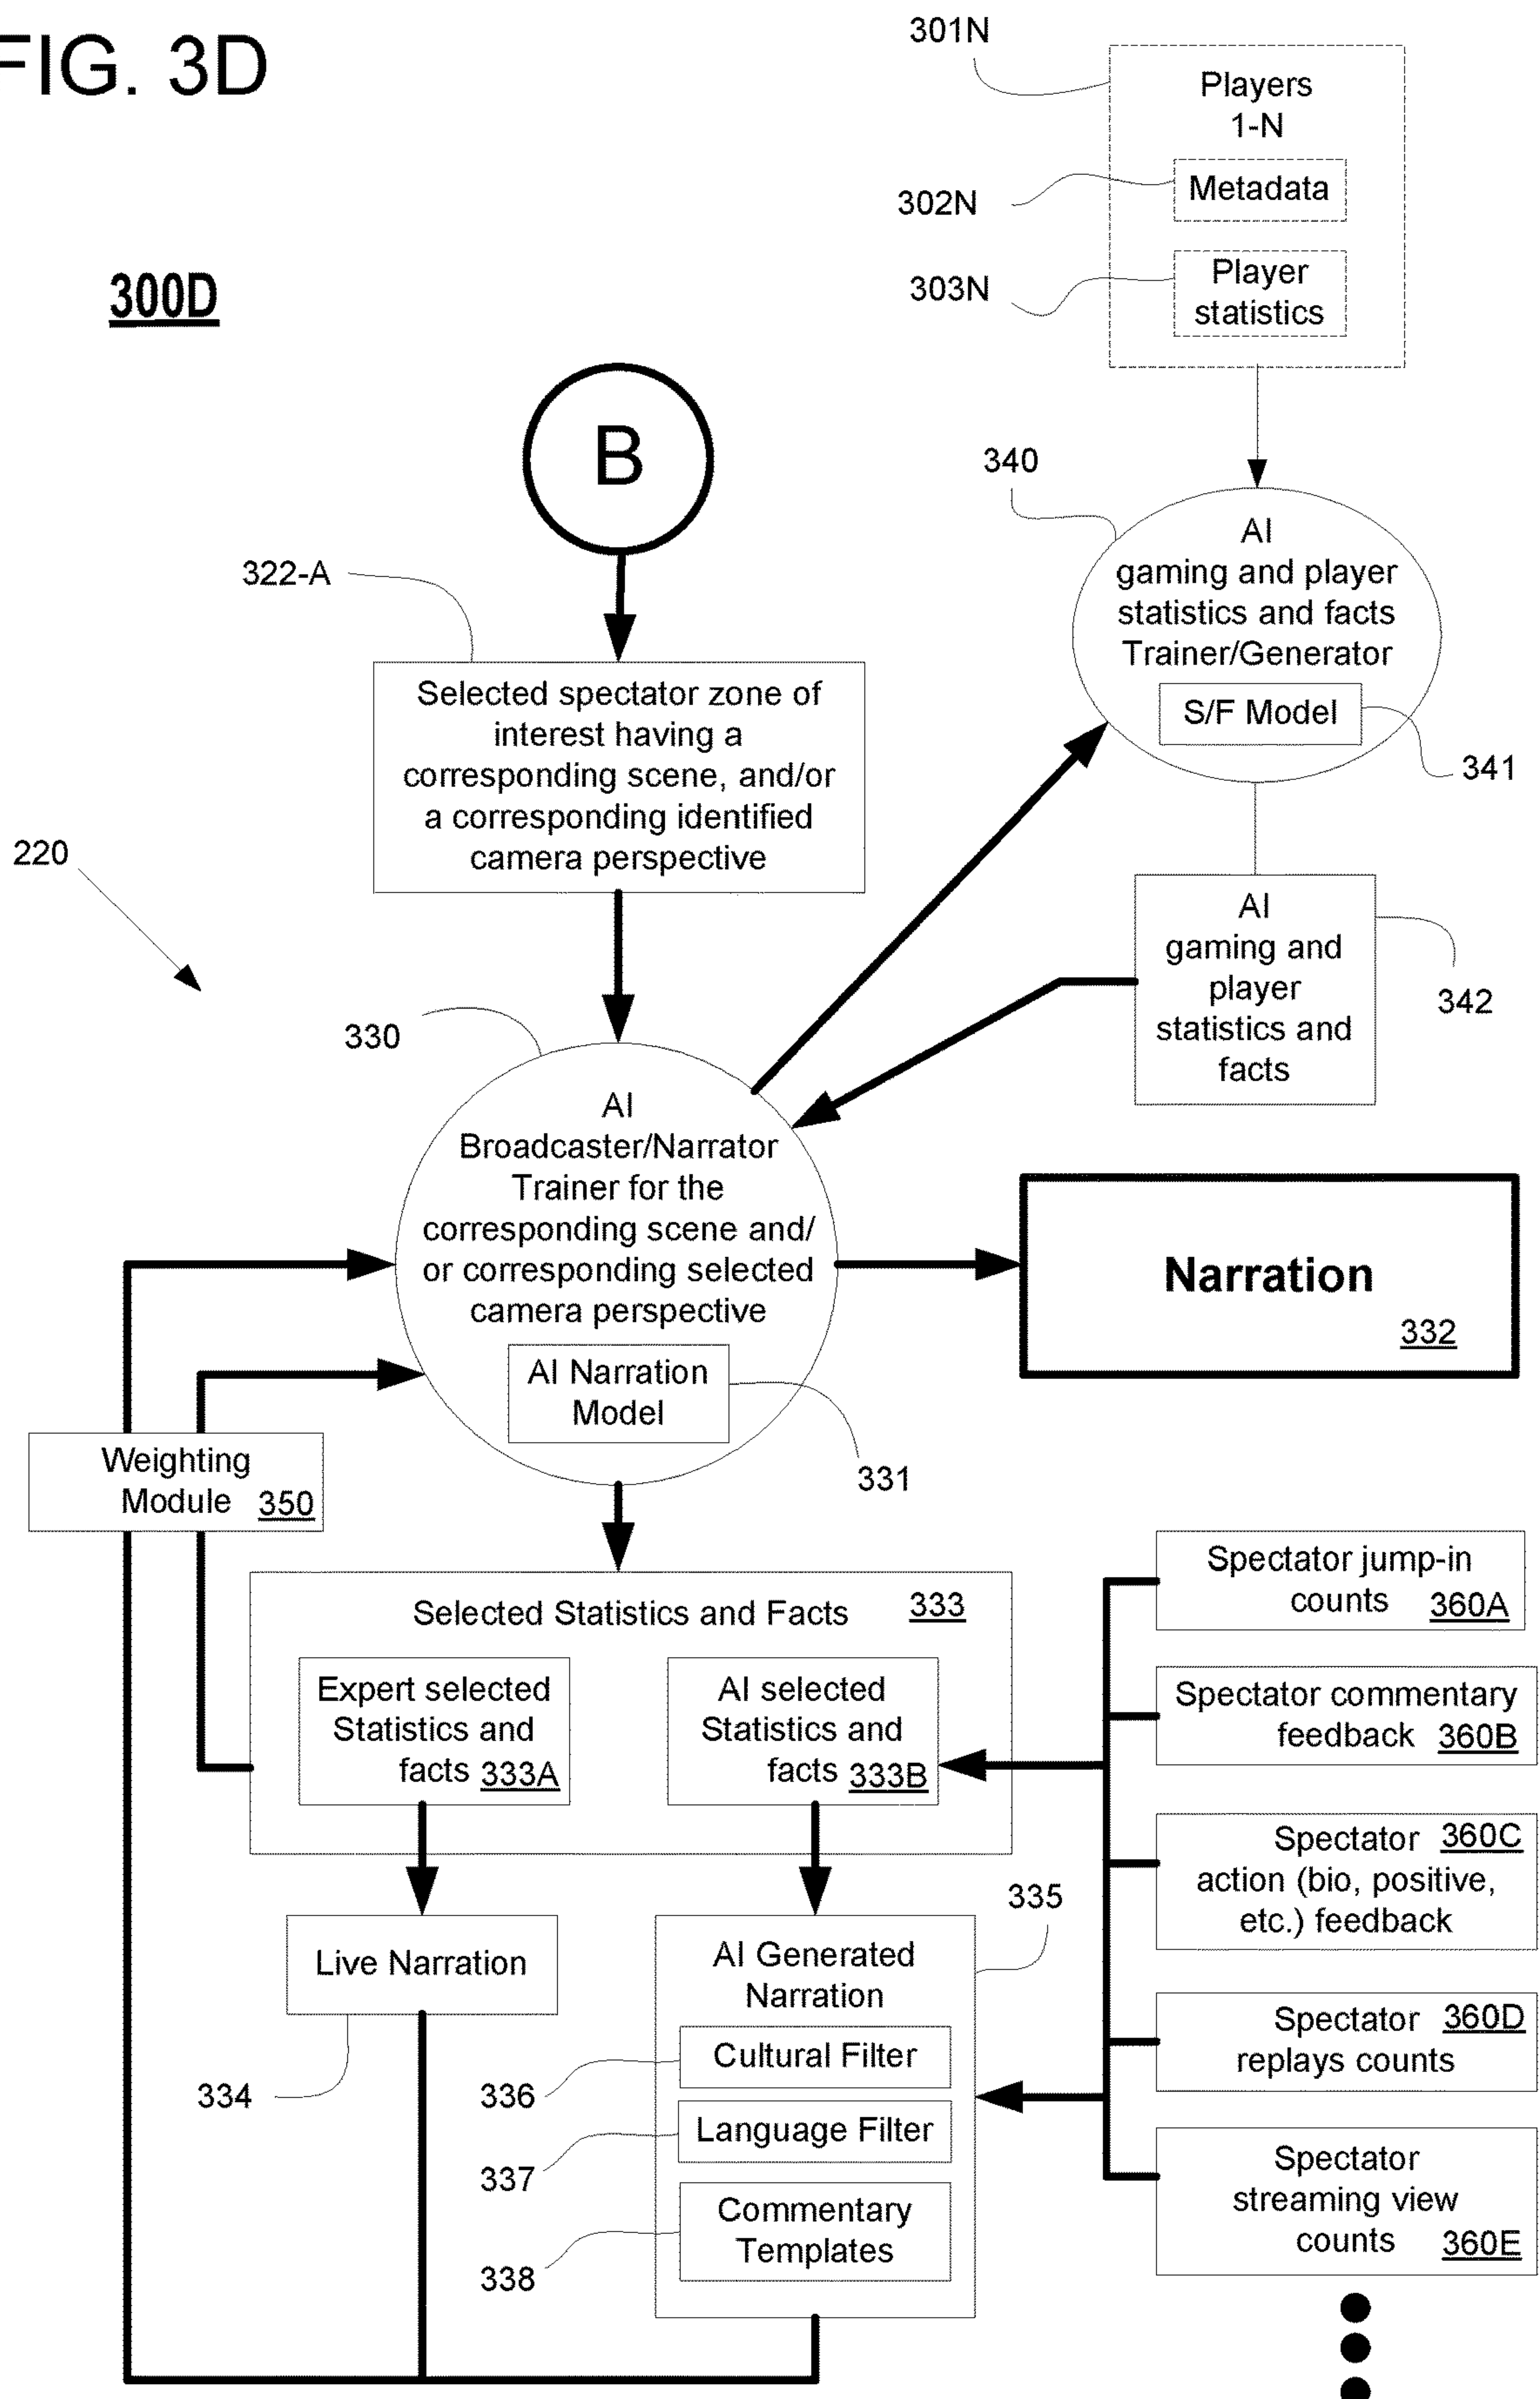 FIG. 3D
301N
Players
1-N
302N
Metadata
303N
Player
statistics
300D
B
340
AI
gaming and player
statistics and facts
Trainer/Generator
S/F Model
341
322-A
Selected spectator zone of
interest having a
corresponding scene, and/or
a corresponding identified
camera perspective
220
AI
gaming and
player
statistics and
facts
342
330
AI
Broadcaster/Narrator
Trainer for the
corresponding scene and/
or corresponding selected
camera perspective
AI Narration
Model
331
Narration
332
Weighting
Module 350
Selected Statistics and Facts 333
Expert selected
Statistics and
facts 333A
AI selected
Statistics and
facts 333B
Spectator jump-in
counts 360A
Spectator commentary
feedback 360B
Spectator 360C
action (bio, positive,
etc.) feedback
Spectator 360D
replays counts
Spectator
streaming view
counts 360E
Live Narration
334
335
AI Generated
Narration
336
Cultural Filter
337
Language Filter
338
Commentary
Templates